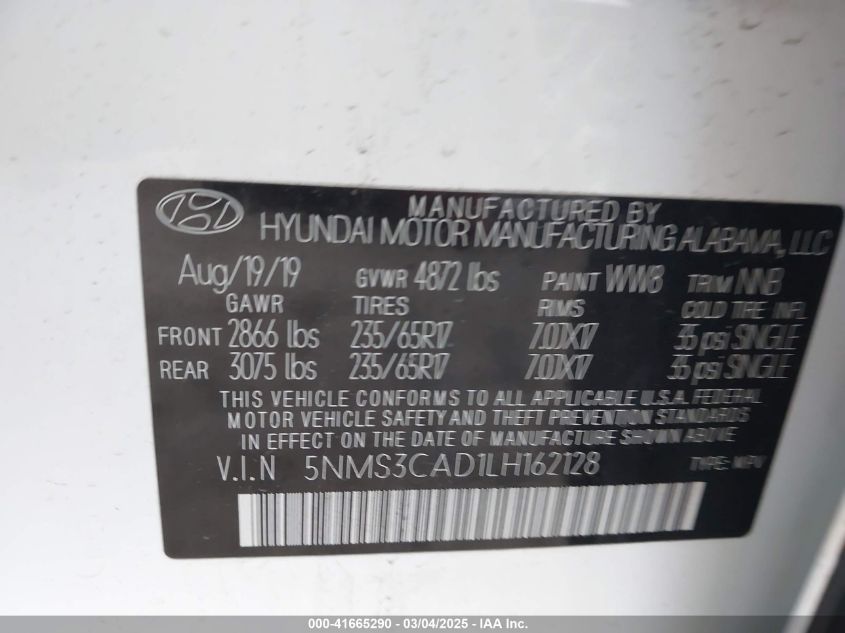 MANUFACTURED BY
HYUNDAI MOTOR MANUFACTURING ALABAMA, LLC
Aug/19/19 GVWR 4872 lbs PAINT WW8 TRIM NNB
GAWR TIRES RIMS COLD TIRE INFL
FRONT 2866 lbs 235/65R17 7.0JX17 35 psi SINGLE
REAR 3075 lbs 235/65R17 7.0JX17 35 psi SINGLE
THIS VEHICLE CONFORMS TO ALL APPLICABLE U.S.A. FEDERAL
MOTOR VEHICLE SAFETY AND THEFT PREVENTION STANDARDS
IN EFFECT ON THE DATE OF MANUFACTURE SHOWN ABOVE
V.I.N 5NMS3CAD1LH162128 TYPE: MPV
000-41665290 - 03/04/2025 - IAA Inc.